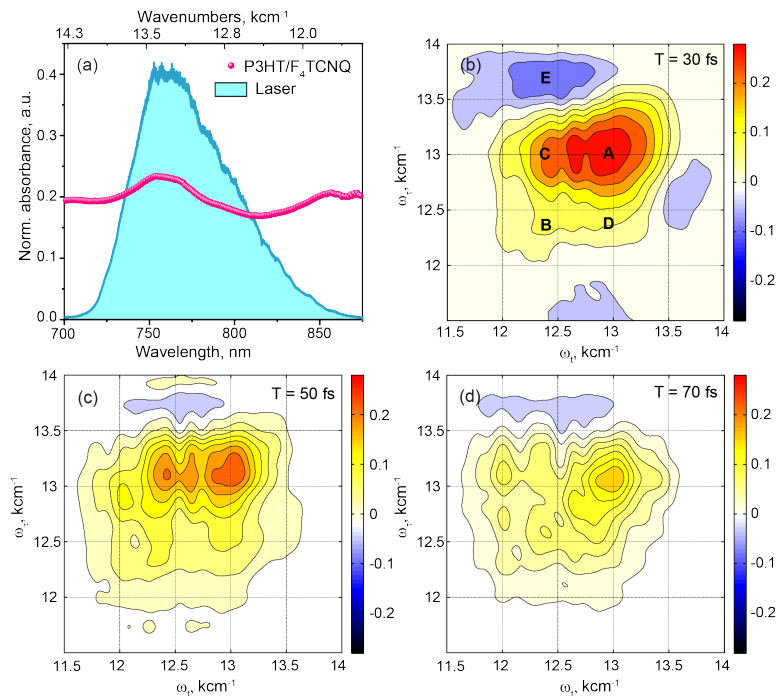 Wavenumbers, kcm⁻¹
14.3 13.5 12.8 12.0
(a)
P3HT/F₄TCNQ
Laser
Norm. absorbance, a.u.
0.4
0.3
0.2
0.1
0.0
700 750 800 850
Wavelength, nm
(b)
T = 30 fs
E
C A
B D
ω_τ, kcm⁻¹
14
13.5
13
12.5
12
11.5 12 12.5 13 13.5 14
ω_t, kcm⁻¹
0.2
0.1
0
-0.1
-0.2
(c)
T = 50 fs
ω_τ, kcm⁻¹
14
13.5
13
12.5
12
11.5 12 12.5 13 13.5 14
ω_t, kcm⁻¹
0.2
0.1
0
-0.1
-0.2
(d)
T = 70 fs
ω_τ, kcm⁻¹
14
13.5
13
12.5
12
11.5 12 12.5 13 13.5 14
ω_t, kcm⁻¹
0.2
0.1
0
-0.1
-0.2